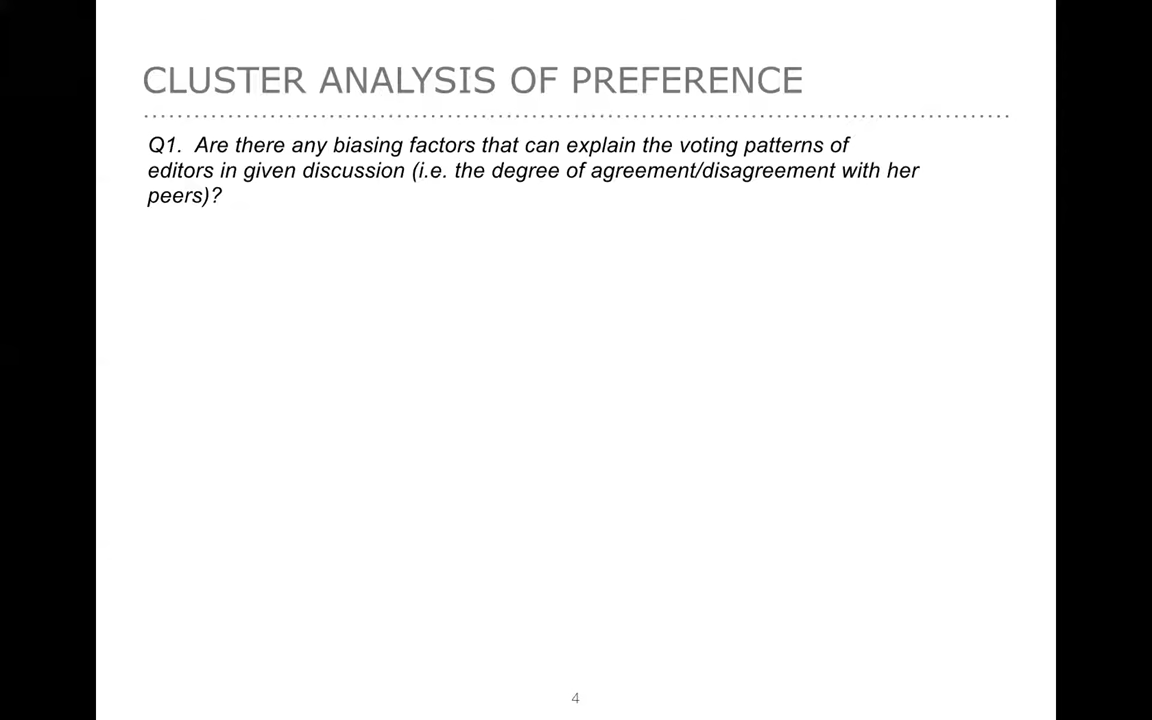 CLUSTER ANALYSIS OF PREFERENCE
Q1. Are there any biasing factors that can explain the voting patterns of
editors in given discussion (i.e. the degree of agreement/disagreement with her
peers)?
4